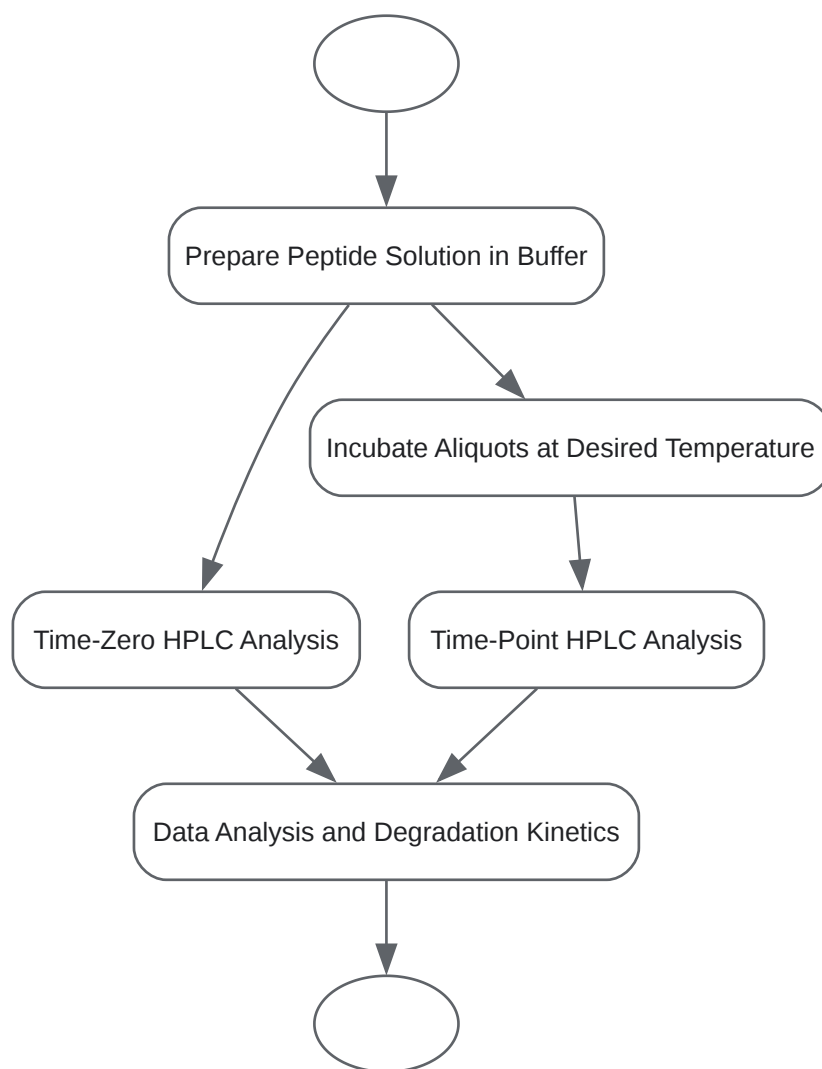 Prepare Peptide Solution in Buffer
Incubate Aliquots at Desired Temperature
Time-Zero HPLC Analysis
Time-Point HPLC Analysis
Data Analysis and Degradation Kinetics